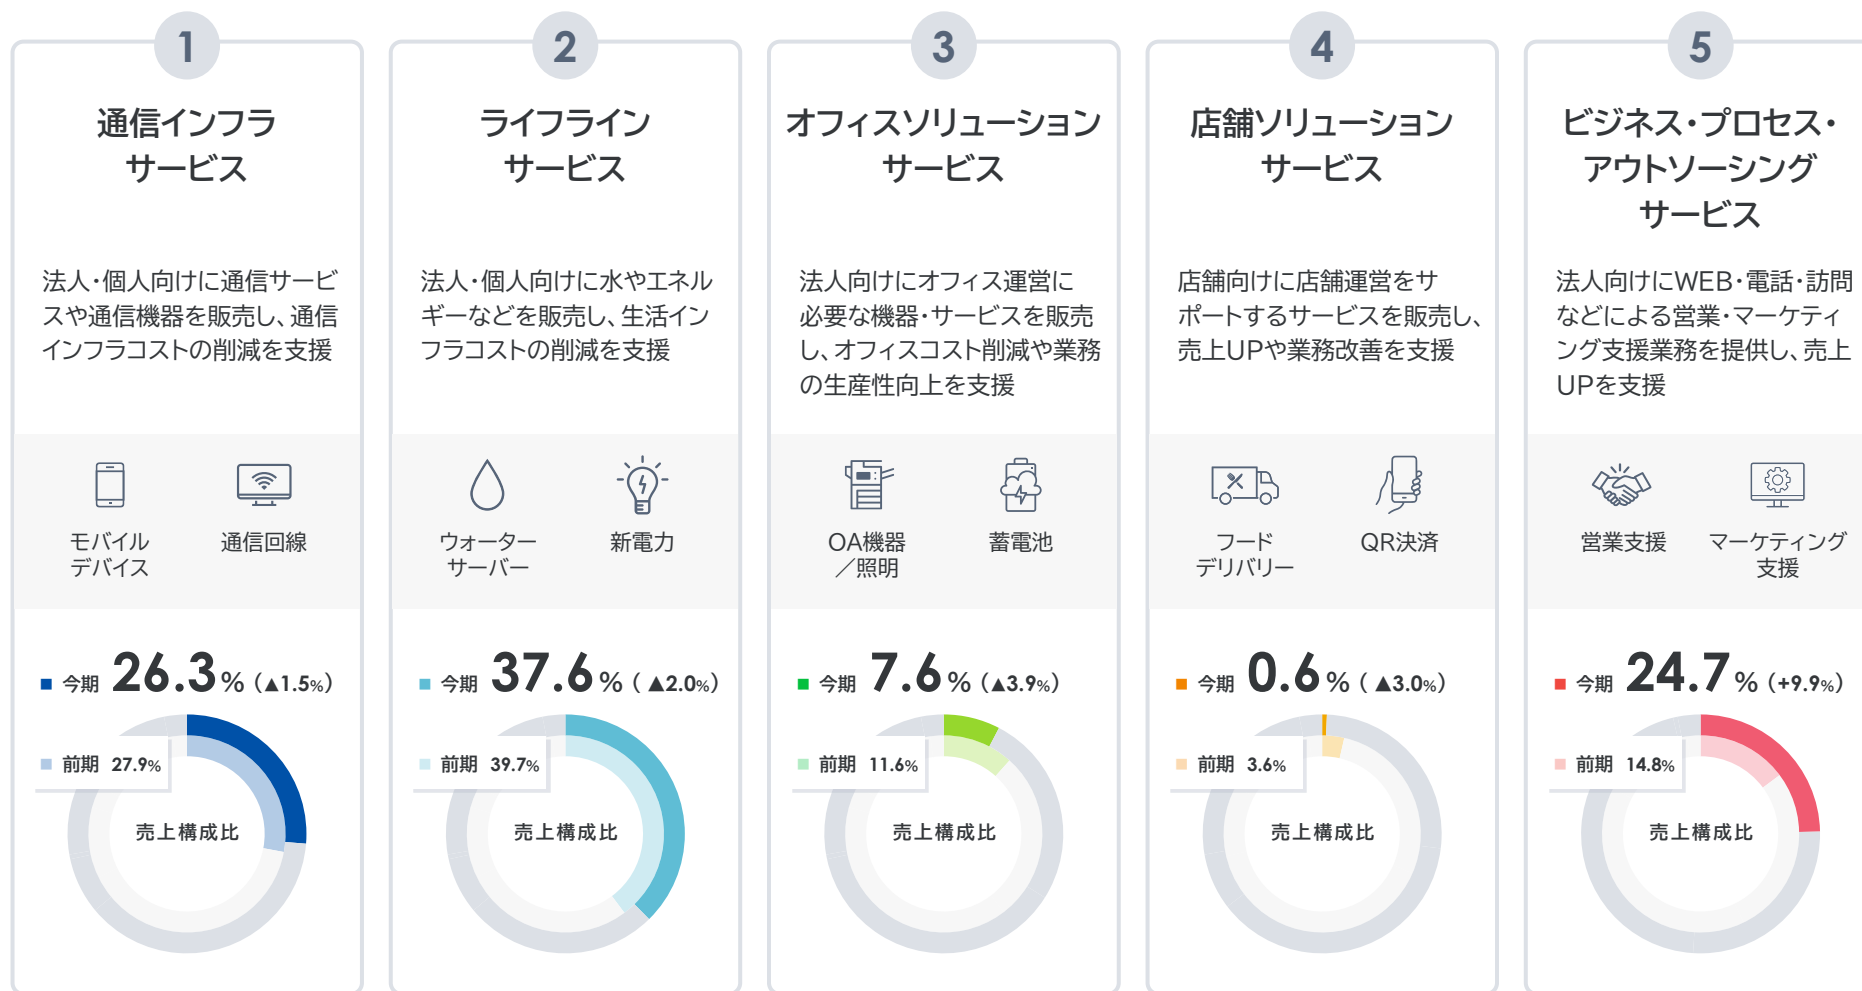 1
通信インフラ
サービス
法人・個人向けに通信サービ
スや通信機器を販売し、通信
インフラコストの削減を支援
モバイル
デバイス
通信回線
今期 26.3% (▲1.5%)
前期 27.9%
売上構成比
2
ライフライン
サービス
法人・個人向けに水やエネル
ギーなどを販売し、生活イン
フラコストの削減を支援
ウォーター
サーバー
新電力
今期 37.6% ( ▲2.0%)
前期 39.7%
売上構成比
3
オフィスソリューション
サービス
法人向けにオフィス運営に
必要な機器・サービスを販売
し、オフィスコスト削減や業務
の生産性向上を支援
OA機器
／照明
蓄電池
今期 7.6% (▲3.9%)
前期 11.6%
売上構成比
4
店舗ソリューション
サービス
店舗向けに店舗運営をサ
ポートするサービスを販売し、
売上UPや業務改善を支援
フード
デリバリー
QR決済
今期 0.6% ( ▲3.0%)
前期 3.6%
売上構成比
5
ビジネス・プロセス・
アウトソーシング
サービス
法人向けにWEB・電話・訪問
などによる営業・マーケティ
ング支援業務を提供し、売上
UPを支援
営業支援
マーケティング
支援
今期 24.7% (+9.9%)
前期 14.8%
売上構成比